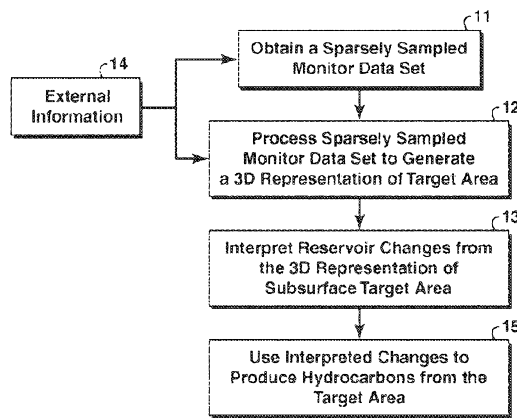 11
Obtain a Sparsely Sampled
Monitor Data Set
14
External
Information
12
Process Sparsely Sampled
Monitor Data Set to Generate
a 3D Representation of Target Area
13
Interpret Reservoir Changes from
the 3D Representation of
Subsurface Target Area
15
Use Interpreted Changes to
Produce Hydrocarbons from the
Target Area